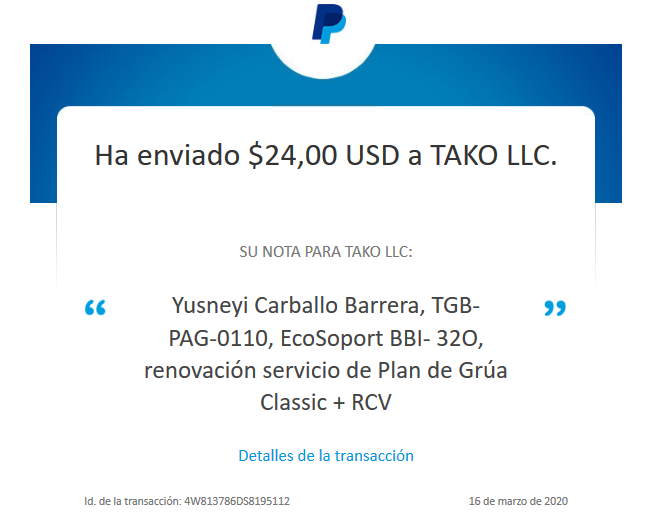 Ha enviado $24,00 USD a TAKO LLC.
SU NOTA PARA TAKO LLC:
“ Yusneyi Carballo Barrera, TGB- ”
PAG-0110, EcoSoport BBI- 32O,
renovación servicio de Plan de Grúa
Classic + RCV
Detalles de la transacción
Id. de la transacción: 4W813786DS8195112 16 de marzo de 2020